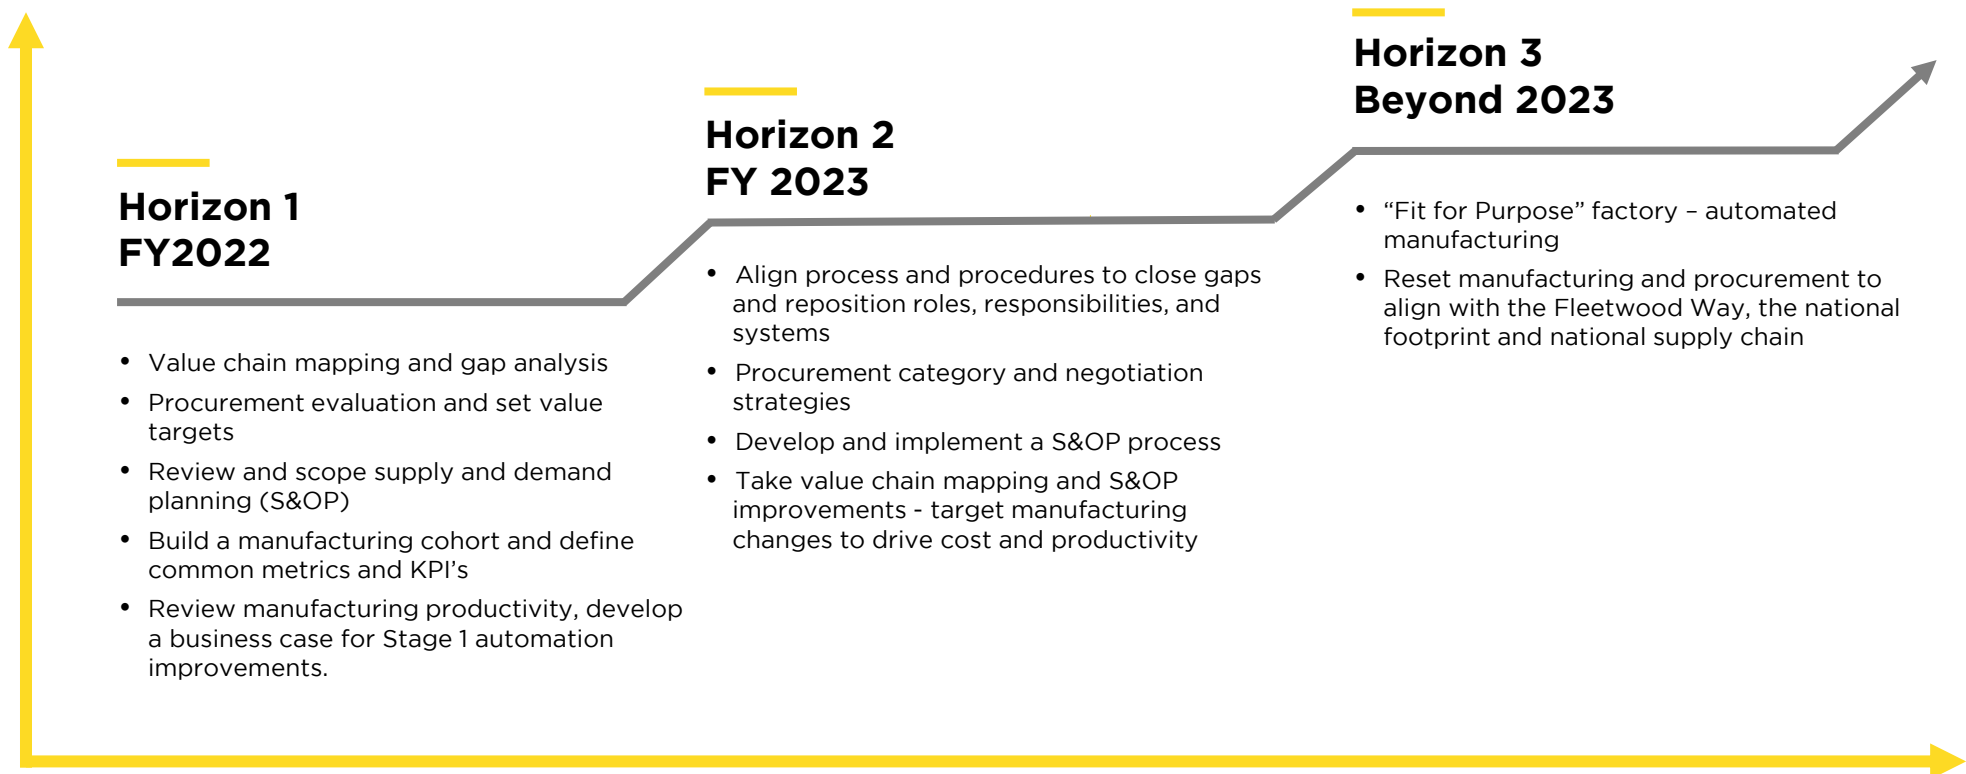 Horizon 1
FY2022
• Value chain mapping and gap analysis
• Procurement evaluation and set value
targets
• Review and scope supply and demand
planning (S&OP)
• Build a manufacturing cohort and define
common metrics and KPI’s
• Review manufacturing productivity, develop
a business case for Stage 1 automation
improvements.
Horizon 2
FY 2023
• Align process and procedures to close gaps
and reposition roles, responsibilities, and
systems
• Procurement category and negotiation
strategies
• Develop and implement a S&OP process
• Take value chain mapping and S&OP
improvements - target manufacturing
changes to drive cost and productivity
Horizon 3
Beyond 2023
• “Fit for Purpose” factory – automated
manufacturing
• Reset manufacturing and procurement to
align with the Fleetwood Way, the national
footprint and national supply chain